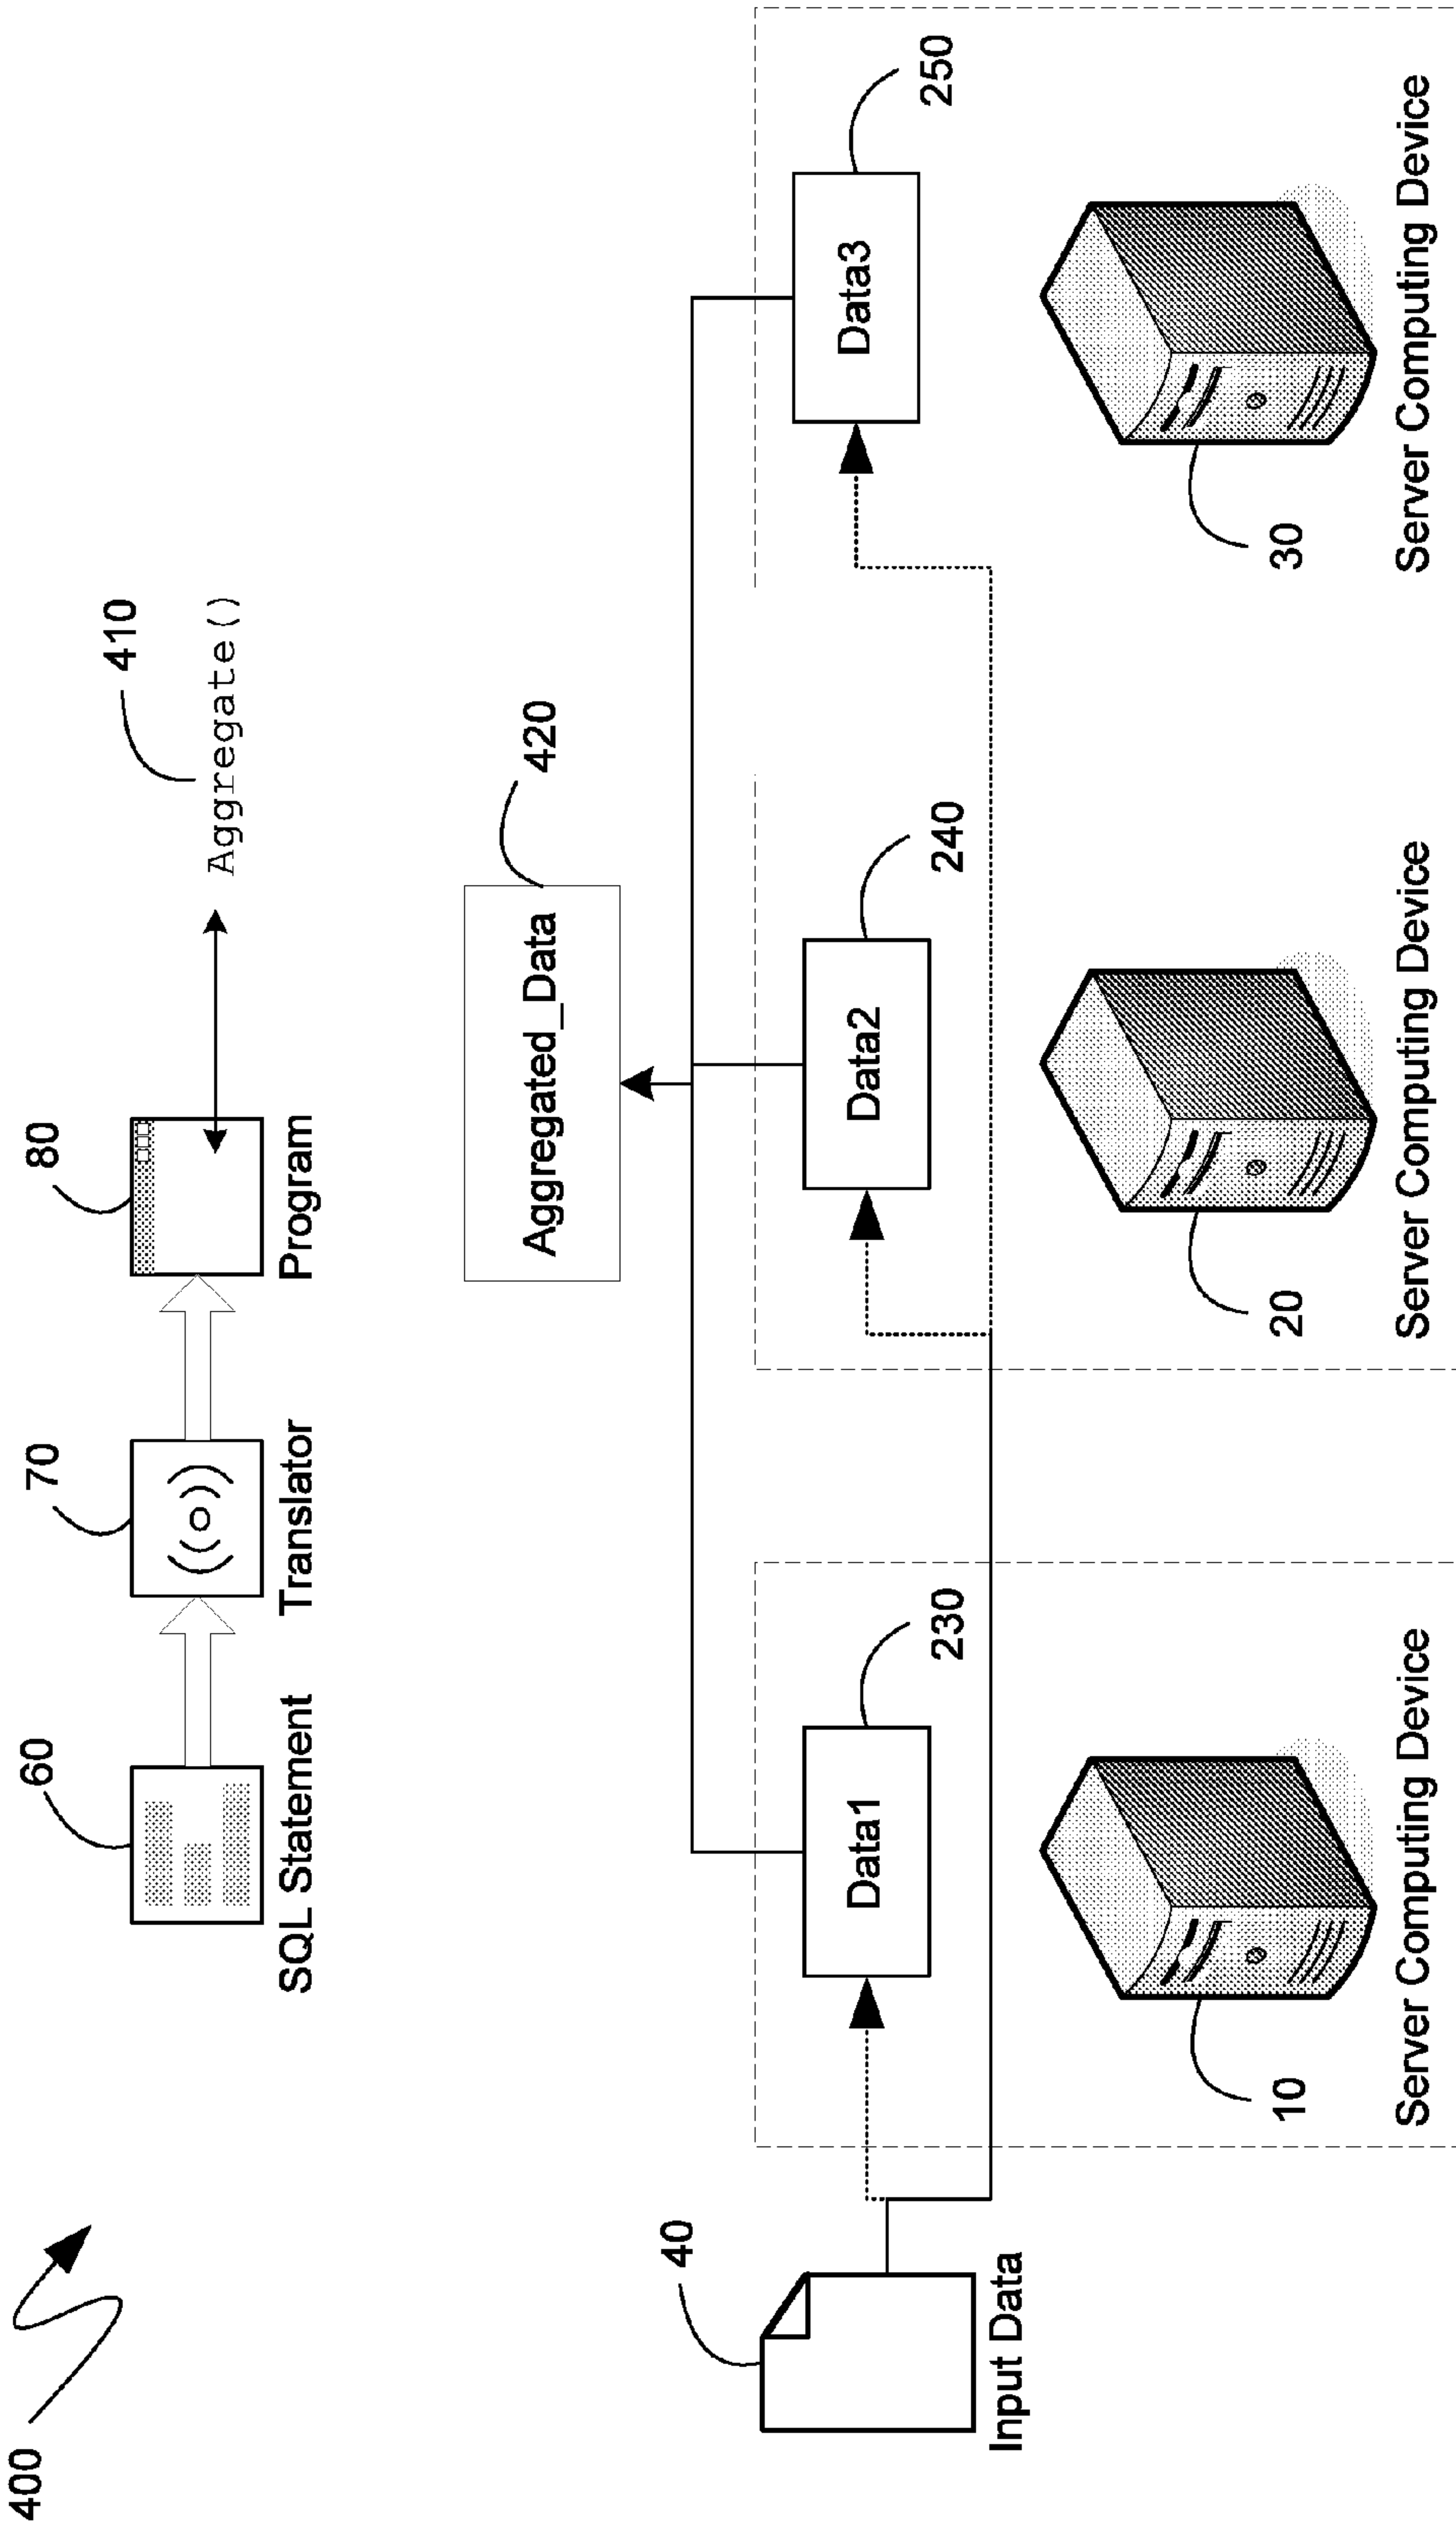 400
60
70
80
410
Aggregate()
SQL Statement
Translator
Program
420
Aggregated_Data
40
Input Data
230
240
250
Data1
Data2
Data3
10
20
30
Server Computing Device
Server Computing Device
Server Computing Device